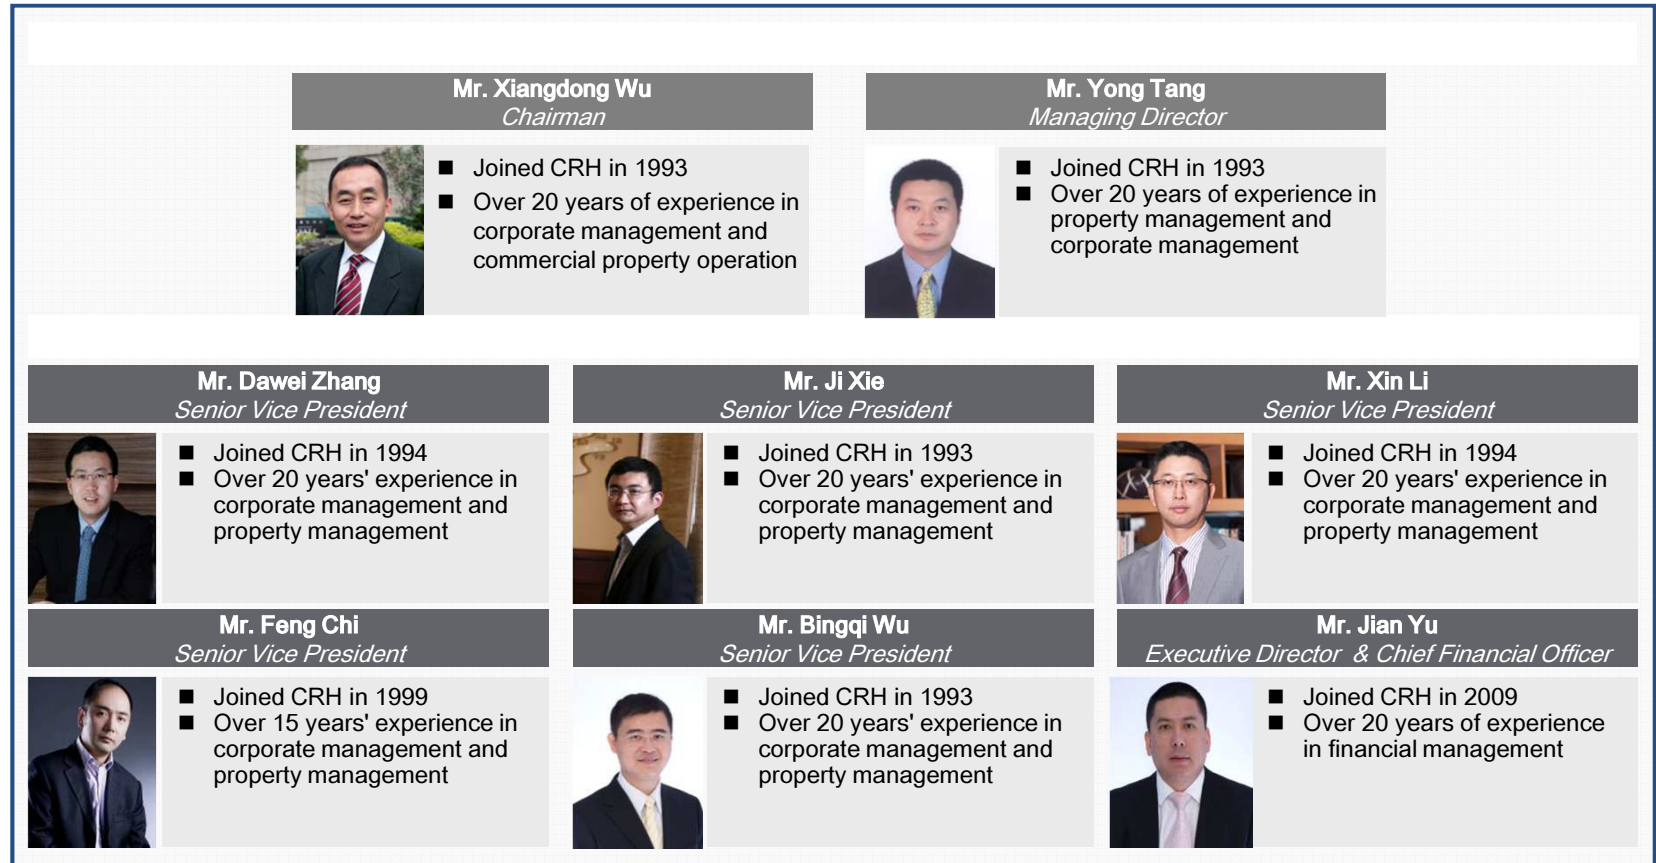 Mr. Xiangdong Wu
Chairman
■ Joined CRH in 1993
■ Over 20 years of experience in
corporate management and
commercial property operation
Mr. Yong Tang
Managing Director
■ Joined CRH in 1993
■ Over 20 years of experience in
property management and
corporate management
Mr. Dawei Zhang
Senior Vice President
■ Joined CRH in 1994
■ Over 20 years' experience in
corporate management and
property management
Mr. Ji Xie
Senior Vice President
■ Joined CRH in 1993
■ Over 20 years' experience in
corporate management and
property management
Mr. Xin Li
Senior Vice President
■ Joined CRH in 1994
■ Over 20 years' experience in
corporate management and
property management
Mr. Feng Chi
Senior Vice President
■ Joined CRH in 1999
■ Over 15 years' experience in
corporate management and
property management
Mr. Bingqi Wu
Senior Vice President
■ Joined CRH in 1993
■ Over 20 years' experience in
corporate management and
property management
Mr. Jian Yu
Executive Director & Chief Financial Officer
■ Joined CRH in 2009
■ Over 20 years of experience
in financial management